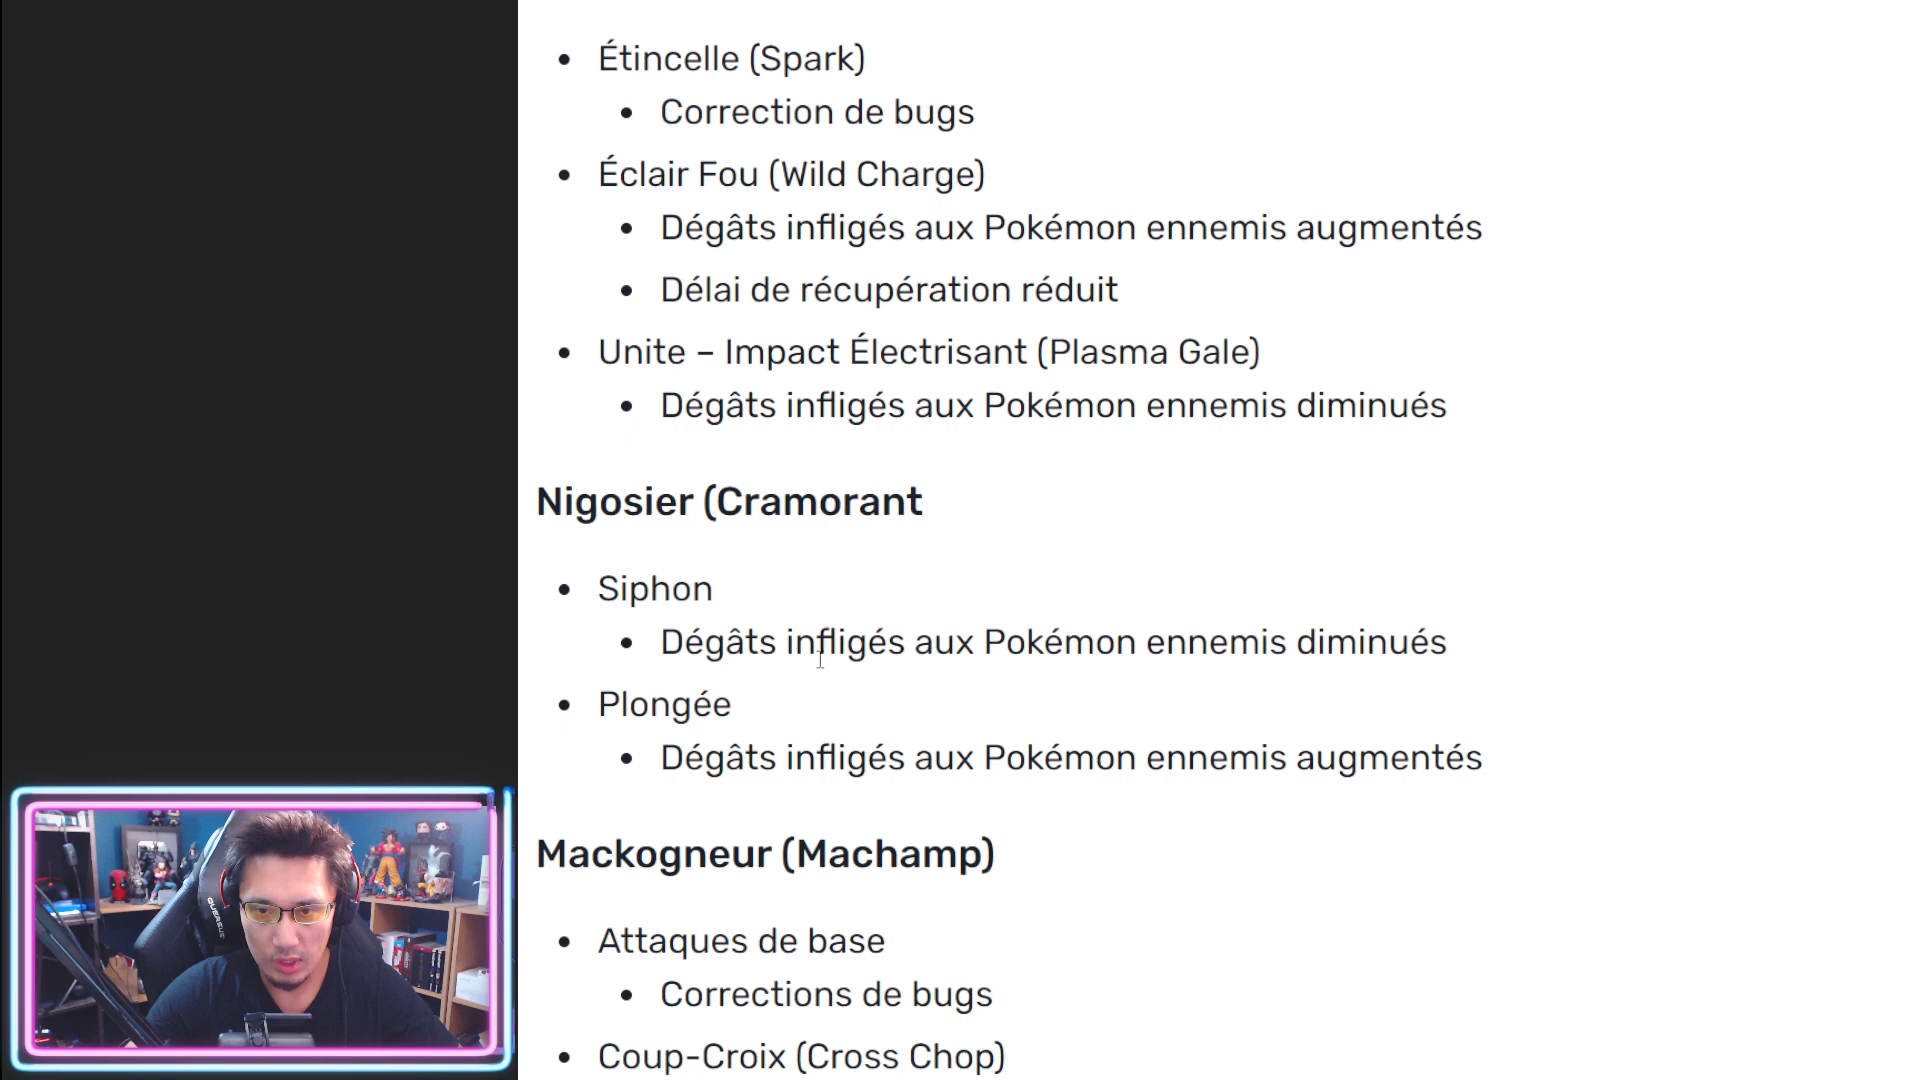 Étincelle (Spark)
Correction de bugs
Éclair Fou (Wild Charge)
Dégâts infligés aux Pokémon ennemis augmentés
Délai de récupération réduit
Unite – Impact Électrisant (Plasma Gale)
Dégâts infligés aux Pokémon ennemis diminués
Nigosier (Cramorant
Siphon
Dégâts infligés aux Pokémon ennemis diminués
Plongée
Dégâts infligés aux Pokémon ennemis augmentés
Mackogneur (Machamp)
Attaques de base
Corrections de bugs
Coup-Croix (Cross Chop)